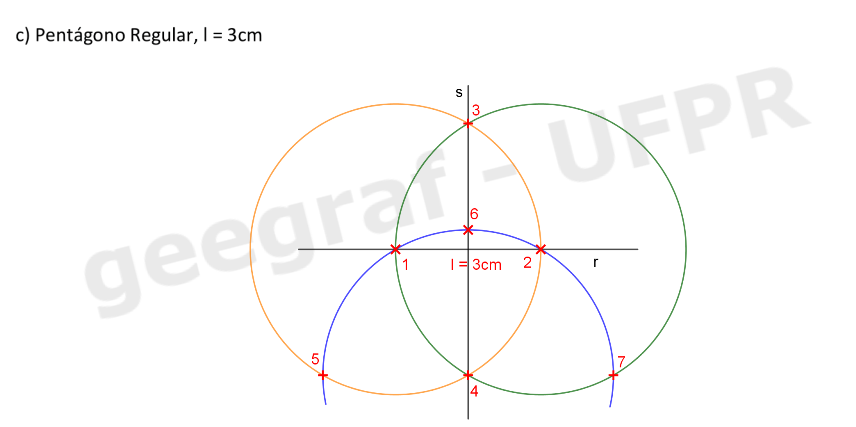 c) Pentágono Regular, l = 3cm
s
3
6
1
l = 3cm
2
r
5
7
4
geegraf - UFPR